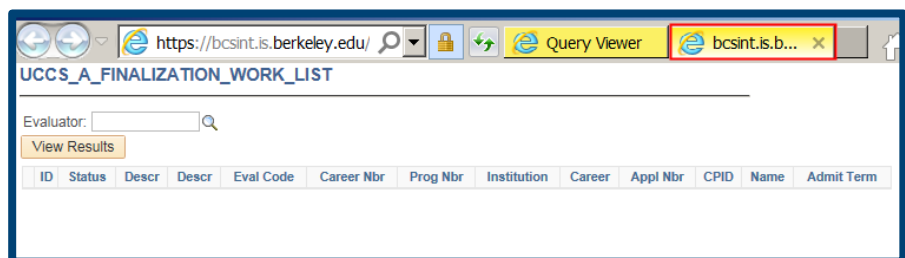 https://bcsint.is.berkeley.edu/ Query Viewer bcsint.is.b... ×
UCCS_A_FINALIZATION_WORK_LIST
Evaluator:
View Results
ID Status Descr Descr Eval Code Career Nbr Prog Nbr Institution Career Appl Nbr CPID Name Admit Term